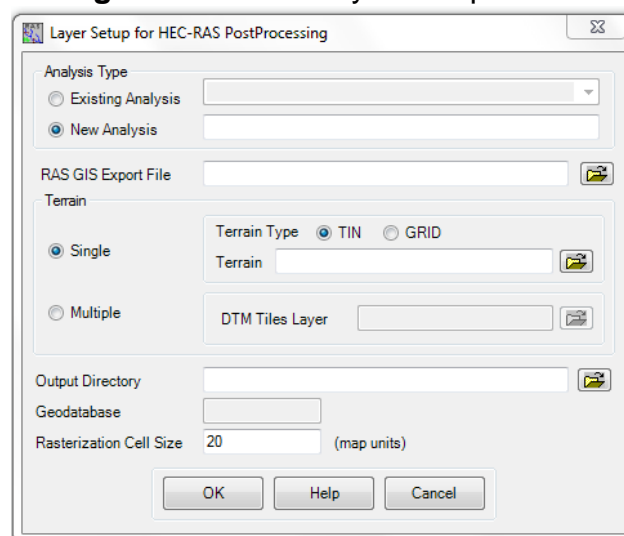 Layer Setup for HEC-RAS PostProcessing
Analysis Type
Existing Analysis
New Analysis
RAS GIS Export File
Terrain
Single
Terrain Type TIN GRID
Terrain
Multiple
DTM Tiles Layer
Output Directory
Geodatabase
Rasterization Cell Size 20 (map units)
OK Help Cancel